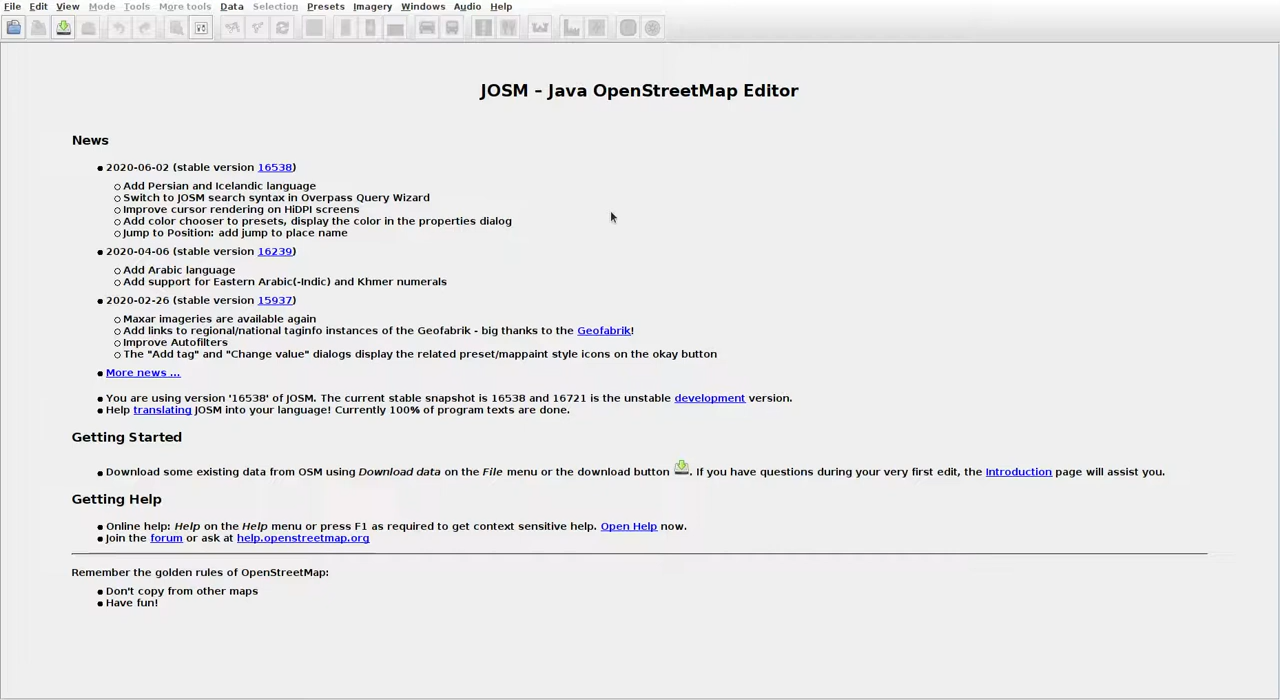 File Edit View Mode Tools More tools Data Selection Presets Imagery Windows Audio Help
JOSM – Java OpenStreetMap Editor
News
2020-06-02 (stable version 16538)
Add Persian and Icelandic language
Switch to JOSM search syntax in Overpass Query Wizard
Improve cursor rendering on HiDPI screens
Add color chooser to presets, display the color in the properties dialog
Jump to Position: add jump to place name
2020-04-06 (stable version 16239)
Add Arabic language
Add support for Eastern Arabic(-Indic) and Khmer numerals
2020-02-26 (stable version 15937)
Maxar imageries are available again
Add links to regional/national taginfo instances of the Geofabrik - big thanks to the Geofabrik!
Improve Autofilters
The "Add tag" and "Change value" dialogs display the related preset/mappaint style icons on the okay button
More news ...
You are using version '16538' of JOSM. The current stable snapshot is 16538 and 16721 is the unstable development version.
Help translating JOSM into your language! Currently 100% of program texts are done.
Getting Started
Download some existing data from OSM using Download data on the File menu or the download button . If you have questions during your very first edit, the Introduction page will assist you.
Getting Help
Online help: Help on the Help menu or press F1 as required to get context sensitive help. Open Help now.
Join the forum or ask at help.openstreetmap.org
Remember the golden rules of OpenStreetMap:
Don't copy from other maps
Have fun!